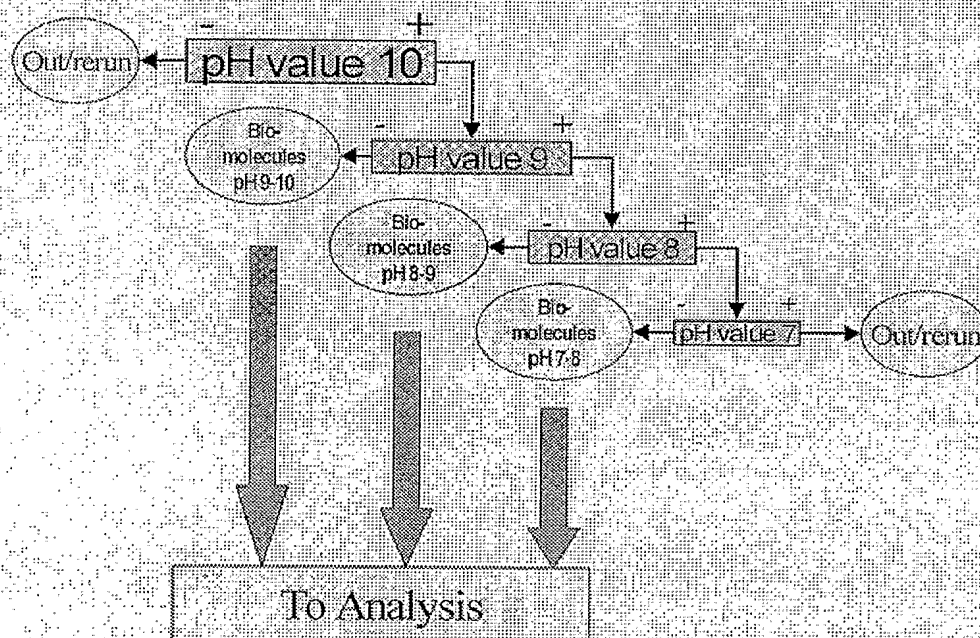 - +
Out/rerun
pH value 10
Bio-
molecules
pH 9-10
- +
pH value 9
Bio-
molecules
pH 8-9
- +
pH value 8
Bio-
molecules
pH 7-8
- +
pH value 7
Out/rerun
To Analysis